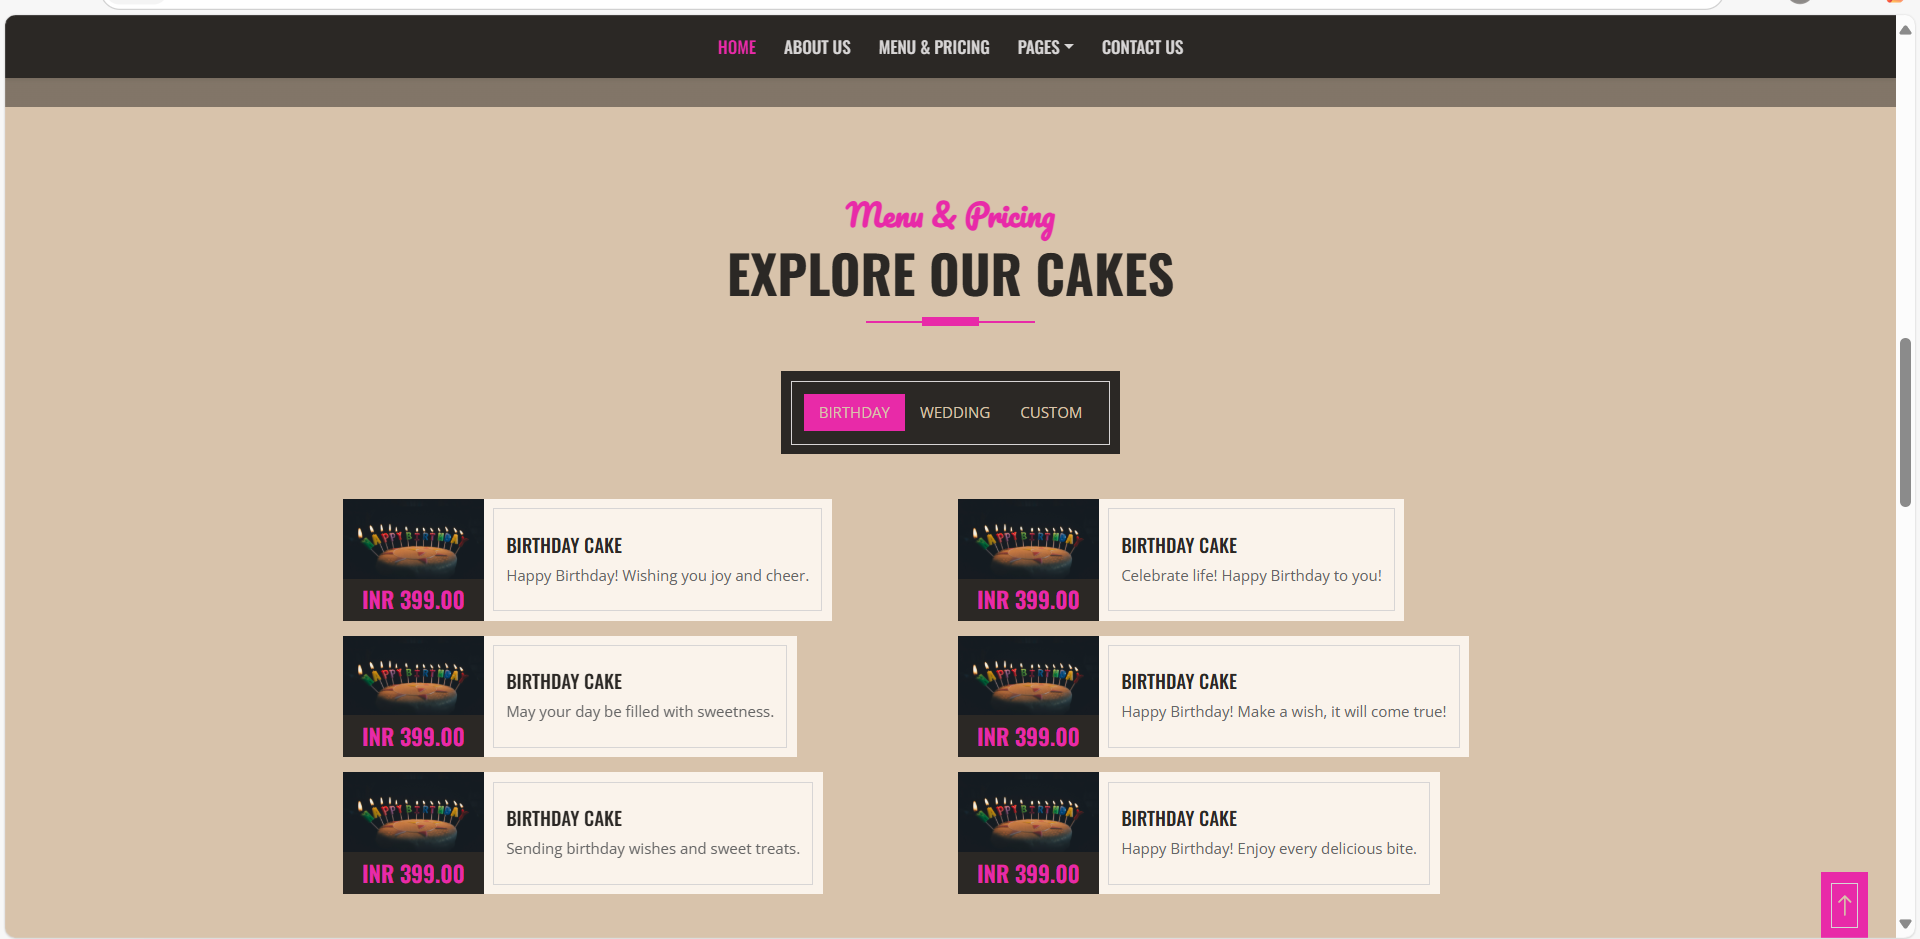 HOME ABOUT US MENU & PRICING PAGES CONTACT US
Menu & Pricing
EXPLORE OUR CAKES
BIRTHDAY WEDDING CUSTOM
BIRTHDAY CAKE
Happy Birthday! Wishing you joy and cheer.
INR 399.00
BIRTHDAY CAKE
Celebrate life! Happy Birthday to you!
INR 399.00
BIRTHDAY CAKE
May your day be filled with sweetness.
INR 399.00
BIRTHDAY CAKE
Happy Birthday! Make a wish, it will come true!
INR 399.00
BIRTHDAY CAKE
Sending birthday wishes and sweet treats.
INR 399.00
BIRTHDAY CAKE
Happy Birthday! Enjoy every delicious bite.
INR 399.00